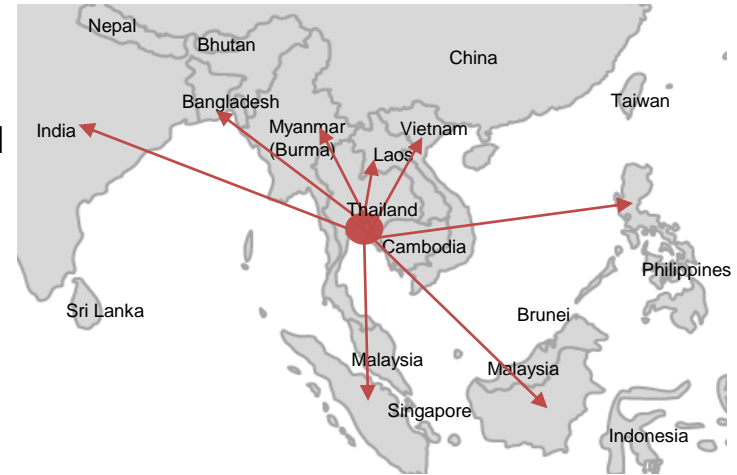 Nepal
Bhutan
China
Bangladesh
Taiwan
India
Myanmar
(Burma)
Vietnam
Laos
Thailand
Cambodia
Philippines
Sri Lanka
Brunei
Malaysia
Malaysia
Singapore
Indonesia